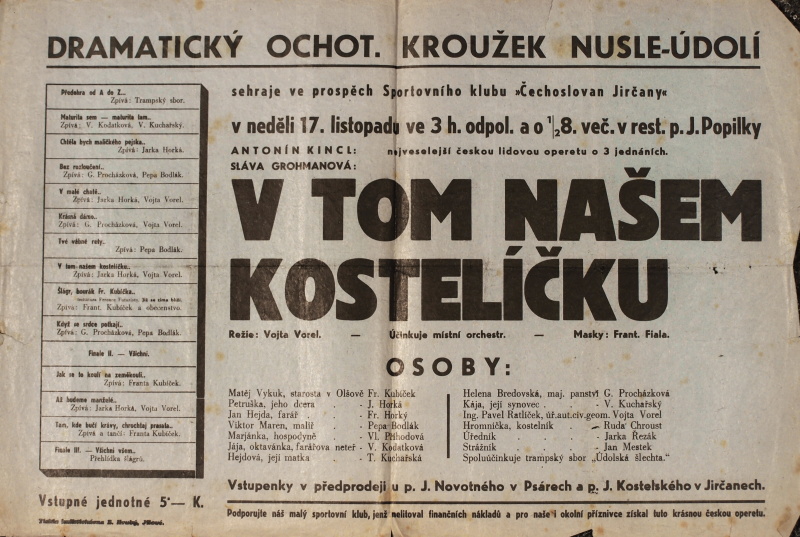 DRAMATICKÝ OCHOT. KROUŽEK NUSLE-ÚDOLÍ
Předehra od A do Z...
Zpívá: Trampský sbor.
Maturita sem — maturita tam..
Zpívá: V. Kodatková, V. Kuchařský.
Chtěla bych maličkého pejska..
Zpívá: Jarka Horká.
Bez rozloučení..
Zpívá: G. Procházková, Pepa Bodlák.
V malé chatě..
Zpívá: Jarka Horká, Vojta Vorel.
Krásná dámo..
Zpívá: G. Procházková, Vojta Vorel.
Tvé vábné rety..
Zpívá: Pepa Bodlák.
V tom našem kostelíčku..
Zpívá: Jarka Horká, Vojta Vorel.
Šlágr, bourák Fr. Kubíčka..
Zpívá: Frant. Kubíček a obecenstvo.
Když se srdce potkají..
Zpívá: G. Procházková, Pepa Bodlák.
Finale II. — Všichni.
Jak se to koulí na zeměkouli..
Zpívá: Franta Kubíček.
Až budeme manželé..
Zpívá: Jarka Horká, Vojta Vorel.
Tam, kde bučí krávy, chrochtaj prasata..
Zpívá a tančí: Franta Kubíček.
Finale III. — Všichni všem..
Přehlídka šlágrů.
Vstupné jednotné 5·— K.
sehraje ve prospěch Sportovního klubu »Čechoslovan Jirčany«
v neděli 17. listopadu ve 3 h. odpol. a o 1/2 8. več. v rest. p. J. Popilky
ANTONÍN KINCL: nejveselejší českou lidovou operetu o 3 jednáních.
SLÁVA GROHMANOVÁ:
V TOM NAŠEM
KOSTELÍČKU
Režie: Vojta Vorel. — Účinkuje místní orchestr. — Masky: Frant. Fiala.
OSOBY:
Matěj Vykuk, starosta v Olšově Fr. Kubíček
Petruška, jeho dcera . - J. Horká
Jan Hejda, farář . . - Fr. Horký
Viktor Maren, malíř . - Pepa Bodlák
Marjánka, hospodyně . - Vl. Příhodová
Jája, oktavánka, farářova neteř - V. Kodatková
Hejdová, její matka . - T. Kuchařská
Helena Bredovská, maj. panství G. Procházková
Kája, její synovec . . - V. Kuchařský
Ing. Pavel Ratlíček, úř. aut. civ. geom. Vojta Vorel
Hromnička, kostelník . - Ruda Chroust
Úředník . . . - Jarka Řezák
Strážník . . . - Jan Mestek
Spoluúčinkuje trampský sbor „Údolská šlechta."
Vstupenky v předprodeji u p. J. Novotného v Psárech a p. J. Kostelského v Jirčanech.
Podporujte náš malý sportovní klub, jenž nelitoval finančních nákladů a pro naše i okolní příznivce získal tuto krásnou českou operetu.